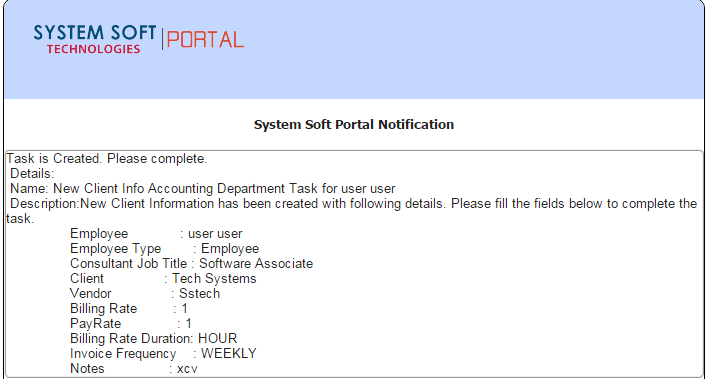 SYSTEM SOFT
TECHNOLOGIES
PORTAL
System Soft Portal Notification
Task is Created. Please complete.
Details:
Name: New Client Info Accounting Department Task for user user
Description:New Client Information has been created with following details. Please fill the fields below to complete the
task.
Employee : user user
Employee Type : Employee
Consultant Job Title : Software Associate
Client : Tech Systems
Vendor : Sstech
Billing Rate : 1
PayRate : 1
Billing Rate Duration: HOUR
Invoice Frequency : WEEKLY
Notes : xcv